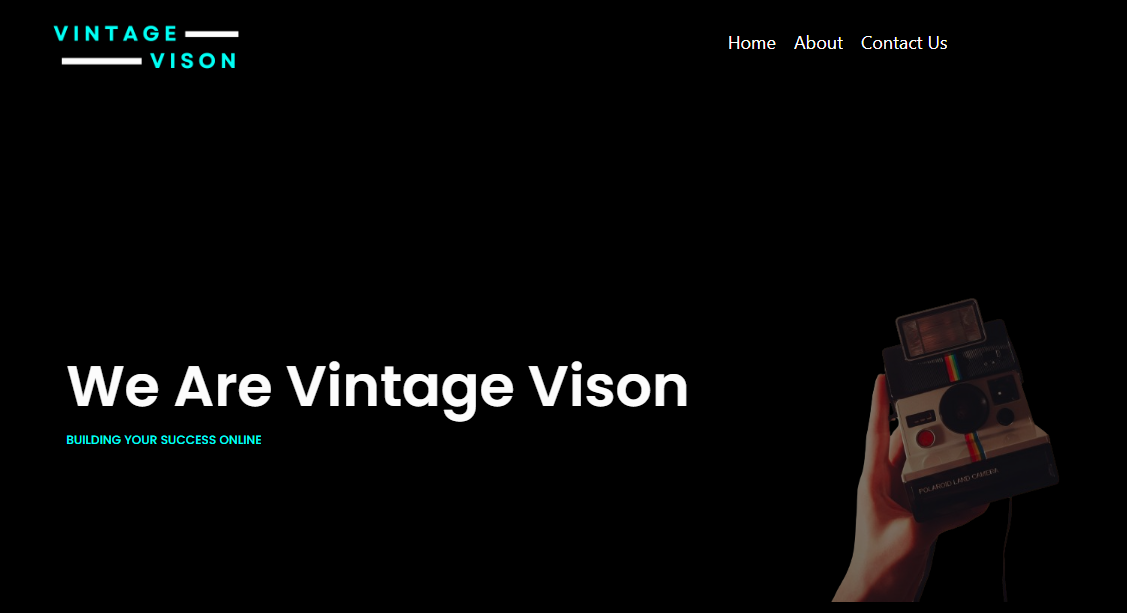 VINTAGE
VISON
Home About Contact Us
We Are Vintage Vison
BUILDING YOUR SUCCESS ONLINE
POLAROID LAND CAMERA